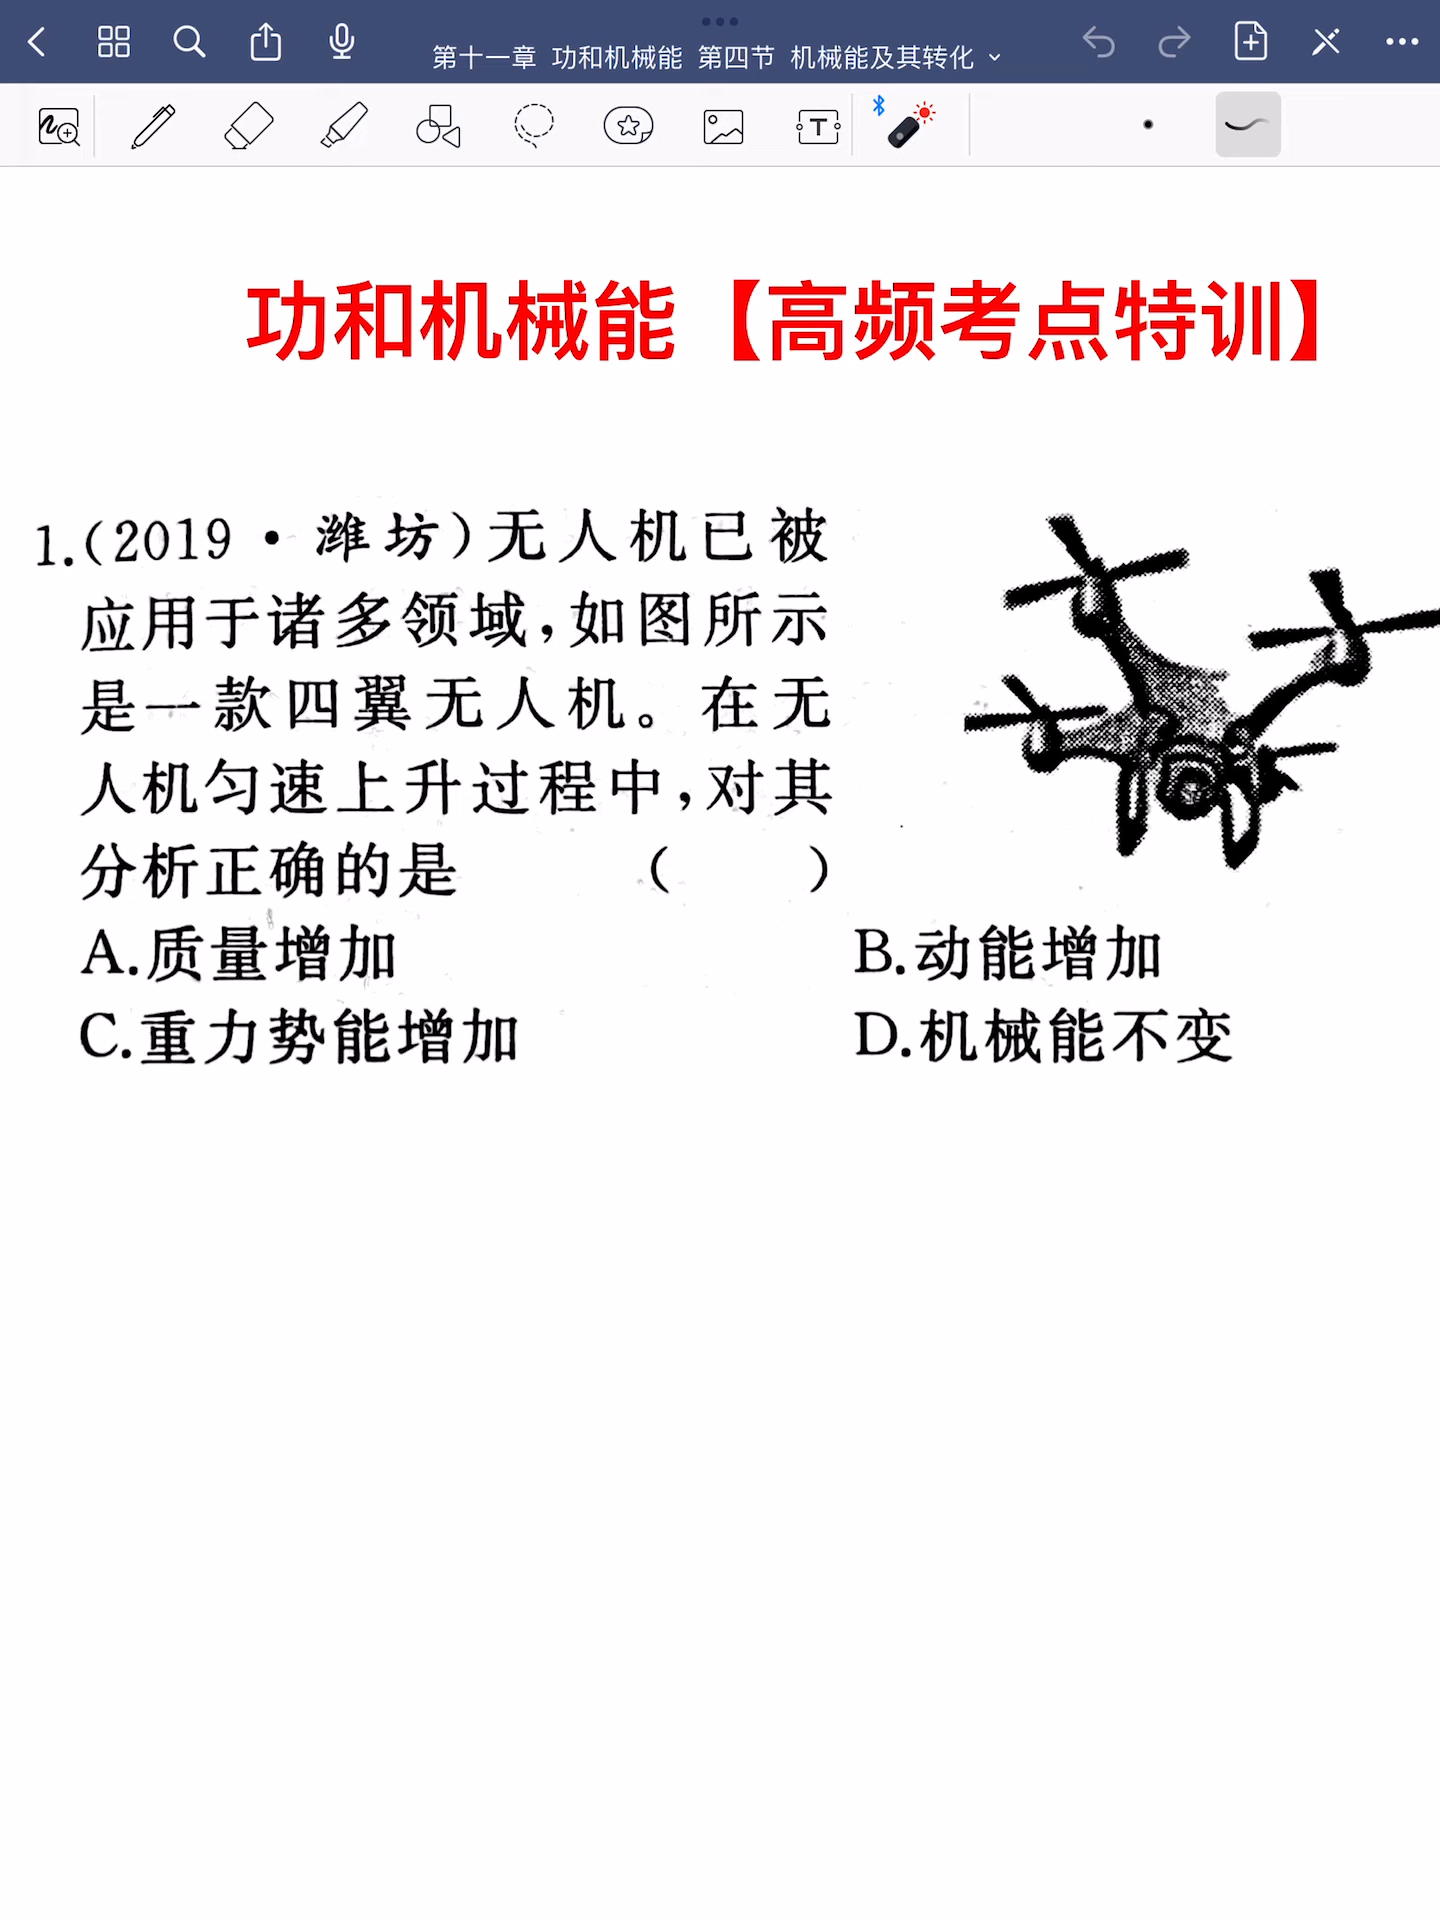 第十一章 功和机械能 第四节 机械能及其转化
T
功和机械能【高频考点特训】
1.(2019·潍坊)无人机已被
应用于诸多领域,如图所示
是一款四翼无人机。在无
人机匀速上升过程中,对其
分析正确的是 ( )
A.质量增加 B.动能增加
C.重力势能增加 D.机械能不变